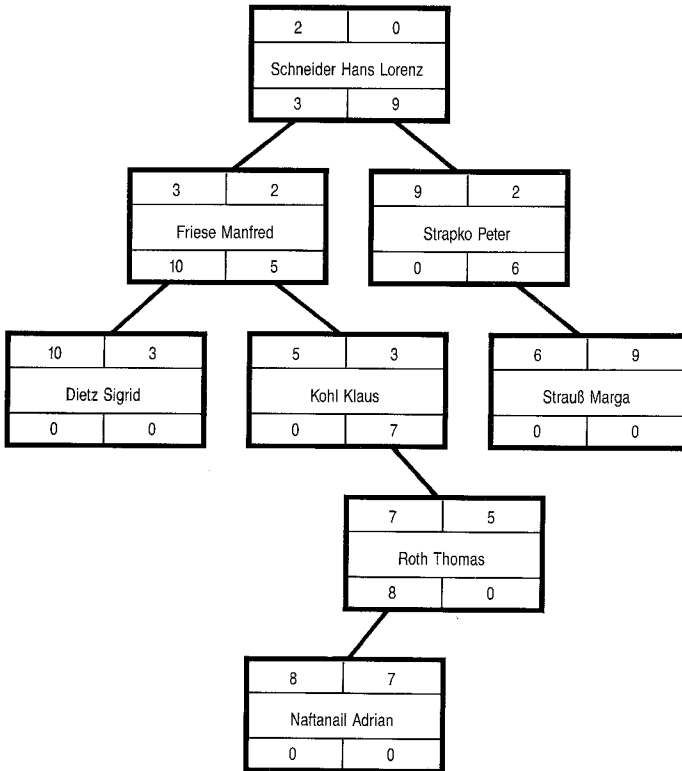 2 0
Schneider Hans Lorenz
3 9
3 2
Friese Manfred
10 5
9 2
Strapko Peter
0 6
10 3
Dietz Sigrid
0 0
5 3
Kohl Klaus
0 7
6 9
Strauß Marga
0 0
7 5
Roth Thomas
8 0
8 7
Naftanail Adrian
0 0